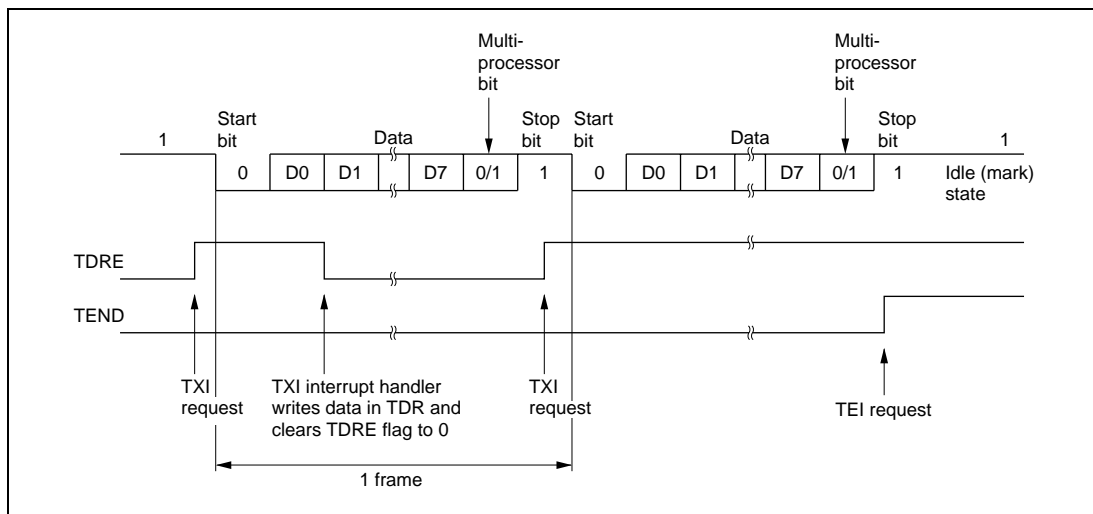 Multi-
processor
bit
Multi-
processor
bit
1
Start
bit
Data
Stop
bit
Start
bit
Data
Stop
bit
1
0 D0 D1 D7 0/1 1 0 D0 D1 D7 0/1 1 Idle (mark)
state
TDRE
TEND
TXI
request
TXI interrupt handler
writes data in TDR and
clears TDRE flag to 0
TXI
request
TEI request
1 frame